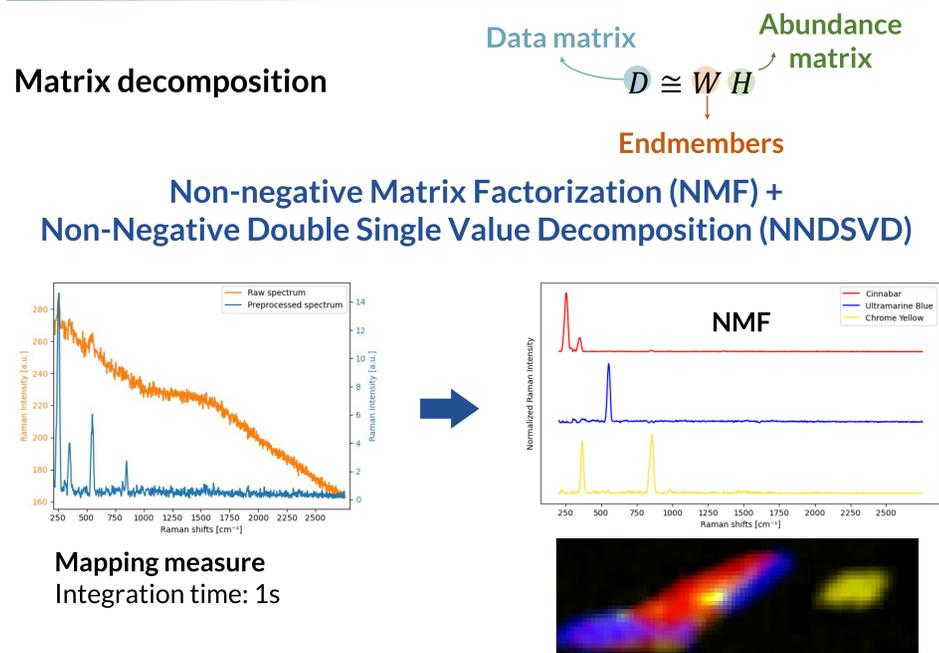 Data matrix
Abundance
matrix
Matrix decomposition
D ≅ W H
Endmembers
Non-negative Matrix Factorization (NMF) +
Non-Negative Double Single Value Decomposition (NNDSVD)
Raw spectrum
Preprocessed spectrum
280
260
240
220
200
180
160
Raman Intensity [a.u.]
14
12
10
8
6
4
2
0
Raman Intensity [a.u.]
250 500 750 1000 1250 1500 1750 2000 2250 2500
Raman shifts [cm⁻¹]
NMF
Cinnabar
Ultramarine Blue
Chrome Yellow
Normalized Raman Intensity
250 500 750 1000 1250 1500 1750 2000 2250 2500
Raman shifts [cm⁻¹]
Mapping measure
Integration time: 1s